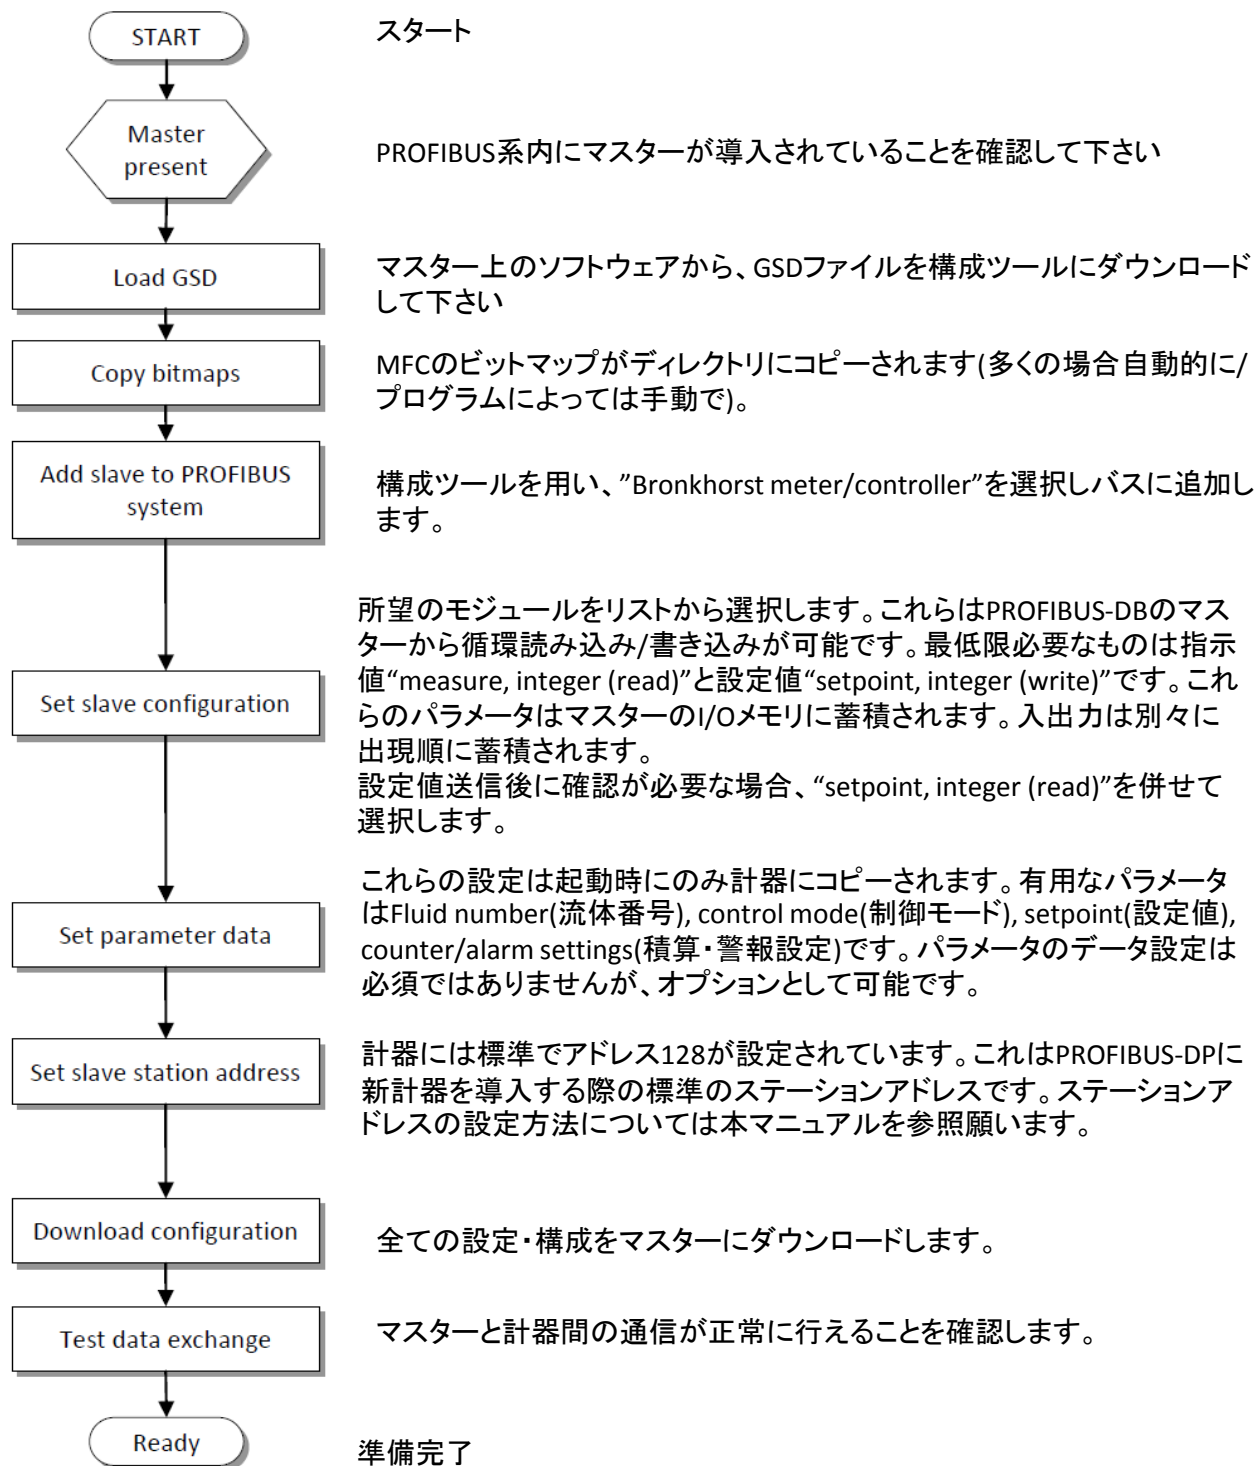 START
スタート
Master
present
PROFIBUS系内にマスターが導入されていることを確認して下さい
Load GSD
マスター上のソフトウェアから、GSDファイルを構成ツールにダウンロード
して下さい
Copy bitmaps
MFCのビットマップがディレクトリにコピーされます(多くの場合自動的に/
プログラムによっては手動で)。
Add slave to PROFIBUS
system
構成ツールを用い、”Bronkhorst meter/controller”を選択しバスに追加し
ます。
Set slave configuration
所望のモジュールをリストから選択します。これらはPROFIBUS-DBのマス
ターから循環読み込み/書き込みが可能です。最低限必要なものは指示
値“measure, integer (read)”と設定値“setpoint, integer (write)”です。これ
らのパラメータはマスターのI/Oメモリに蓄積されます。入出力は別々に
出現順に蓄積されます。
設定値送信後に確認が必要な場合、“setpoint, integer (read)”を併せて
選択します。
Set parameter data
これらの設定は起動時にのみ計器にコピーされます。有用なパラメータ
はFluid number(流体番号), control mode(制御モード), setpoint(設定値),
counter/alarm settings(積算・警報設定)です。パラメータのデータ設定は
必須ではありませんが、オプションとして可能です。
Set slave station address
計器には標準でアドレス128が設定されています。これはPROFIBUS-DPに
新計器を導入する際の標準のステーションアドレスです。ステーションア
ドレスの設定方法については本マニュアルを参照願います。
Download configuration
全ての設定・構成をマスターにダウンロードします。
Test data exchange
マスターと計器間の通信が正常に行えることを確認します。
Ready
準備完了